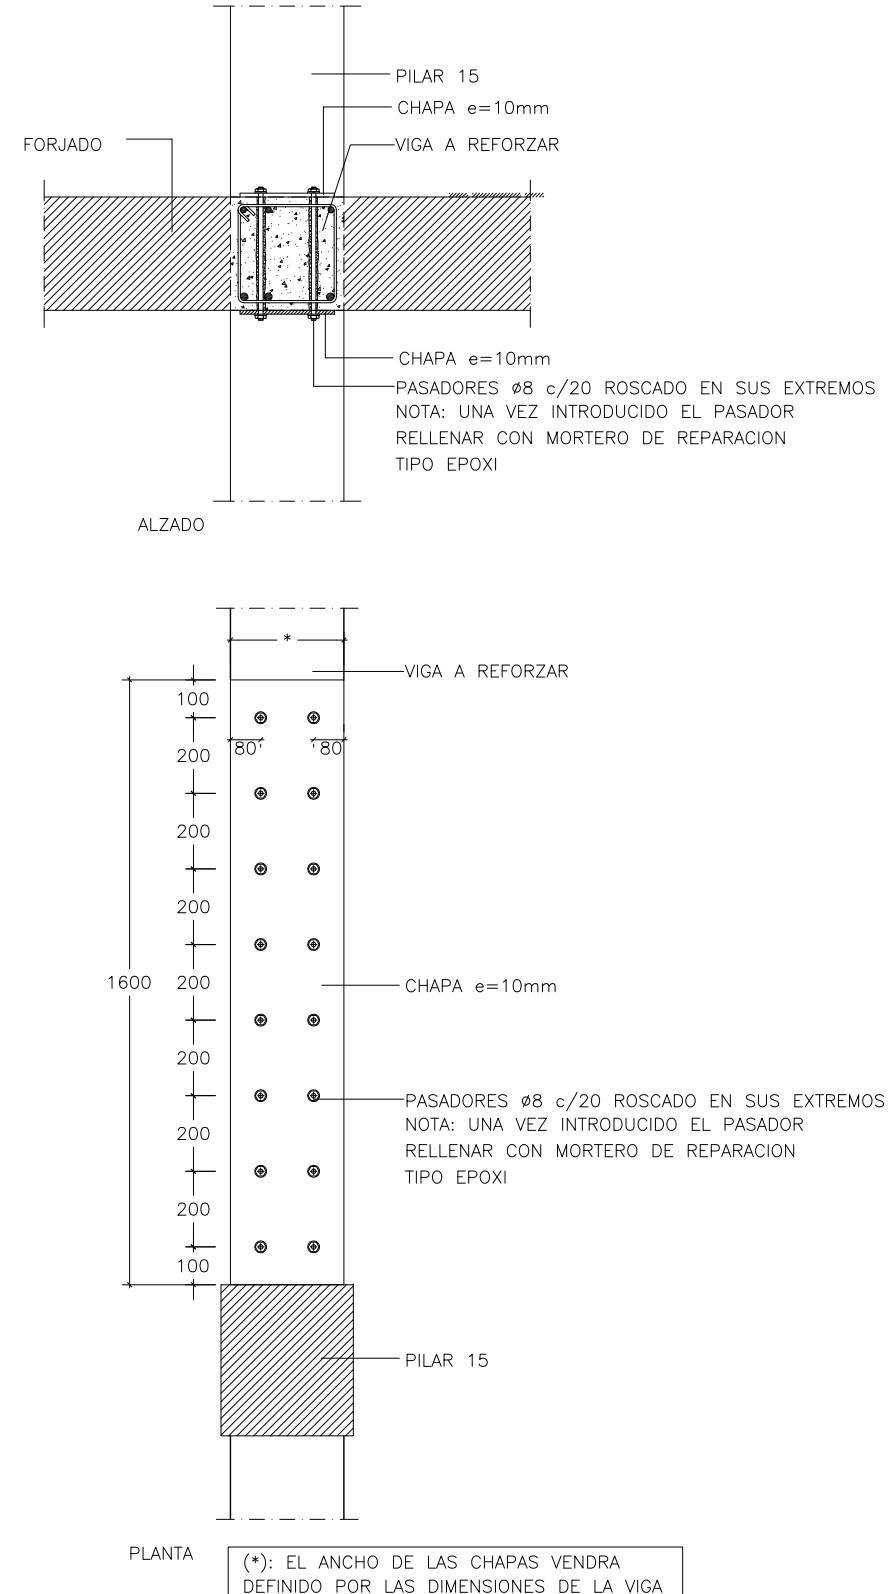 PILAR 15
CHAPA e=10mm
FORJADO
VIGA A REFORZAR
CHAPA e=10mm
PASADORES ø8 c/20 ROSCADO EN SUS EXTREMOS
NOTA: UNA VEZ INTRODUCIDO EL PASADOR
RELLENAR CON MORTERO DE REPARACION
TIPO EPOXI
ALZADO
*
VIGA A REFORZAR
100
80
80
200
200
200
1600
200
CHAPA e=10mm
200
PASADORES ø8 c/20 ROSCADO EN SUS EXTREMOS
NOTA: UNA VEZ INTRODUCIDO EL PASADOR
RELLENAR CON MORTERO DE REPARACION
TIPO EPOXI
200
200
100
PILAR 15
PLANTA
(*): EL ANCHO DE LAS CHAPAS VENDRA
DEFINIDO POR LAS DIMENSIONES DE LA VIGA